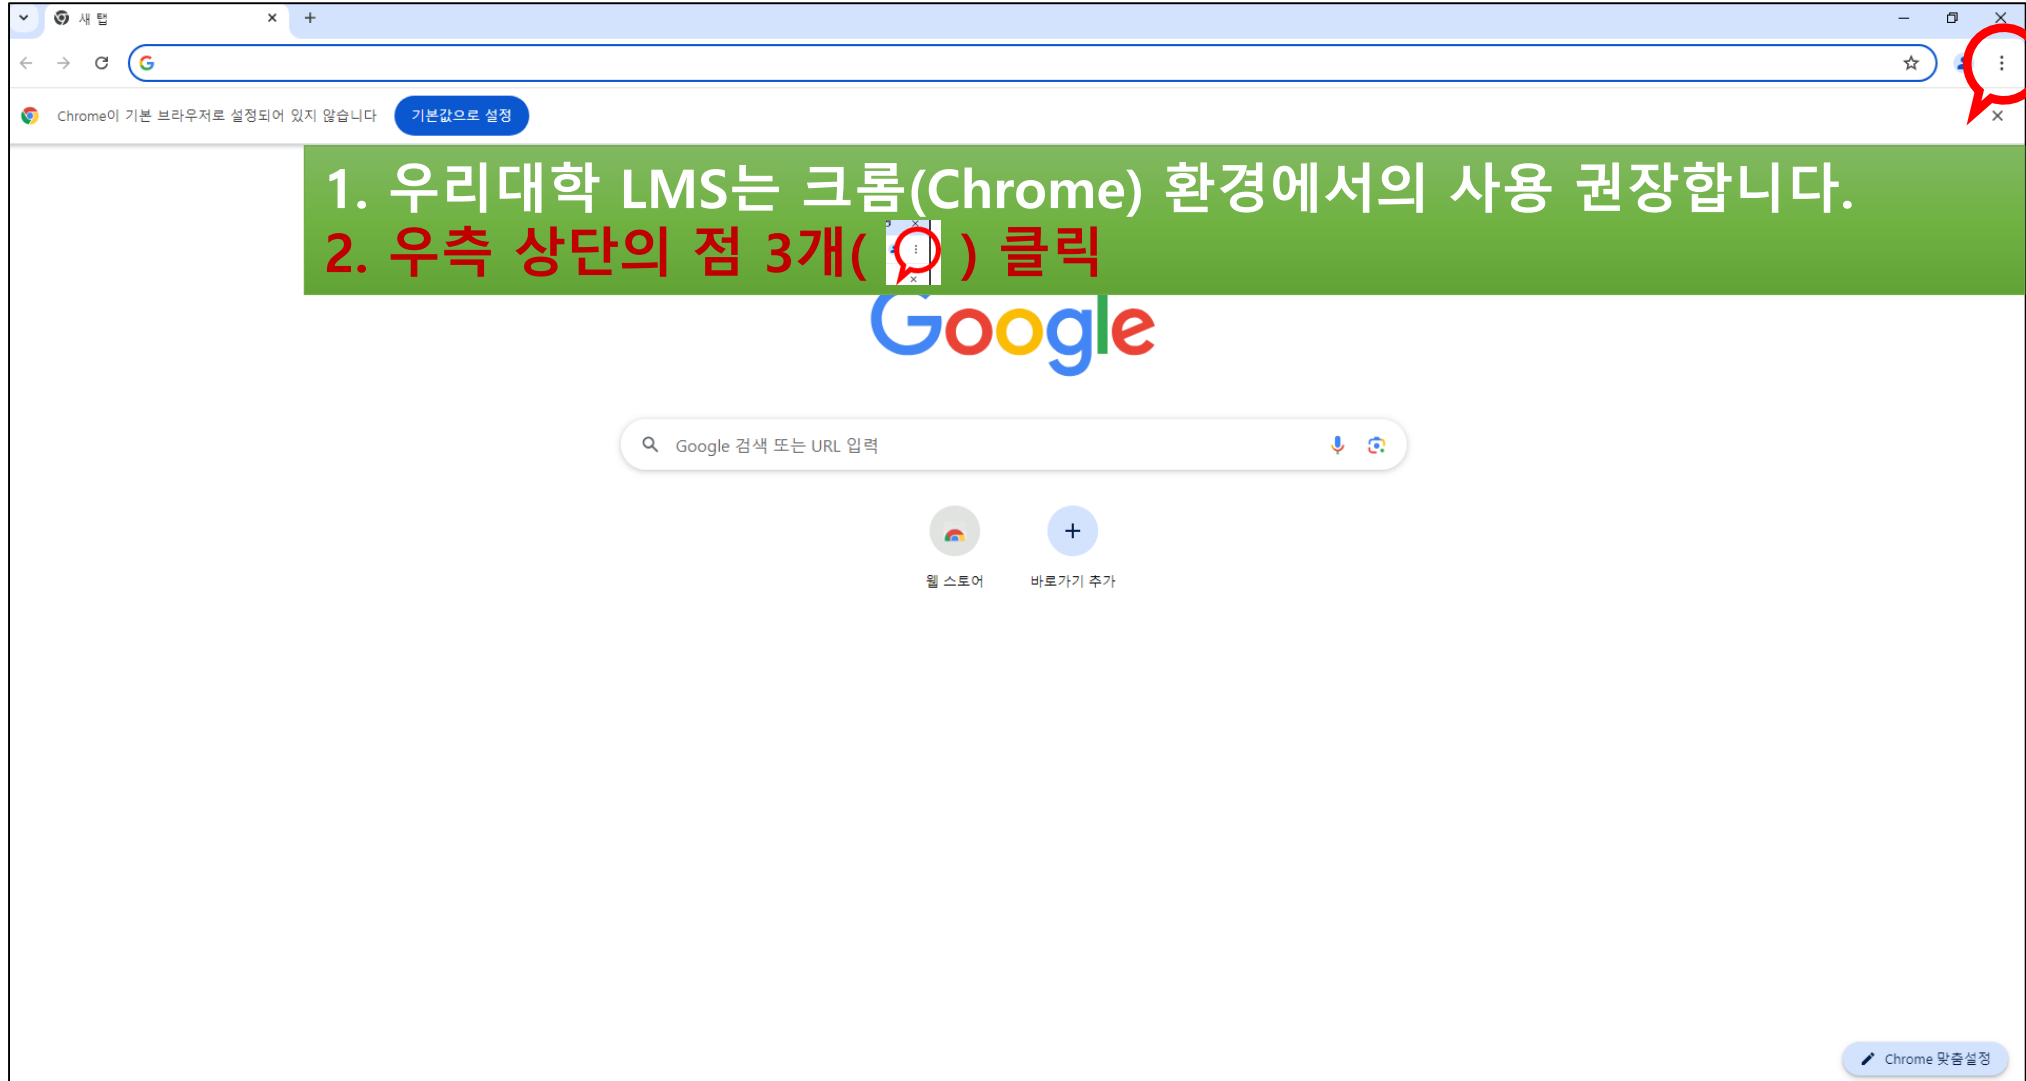 새 탭
Chrome이 기본 브라우저로 설정되어 있지 않습니다 기본값으로 설정
1. 우리대학 LMS는 크롬(Chrome) 환경에서의 사용 권장합니다.
2. 우측 상단의 점 3개( ) 클릭
Google
Google 검색 또는 URL 입력
웹 스토어 바로가기 추가
Chrome 맞춤설정